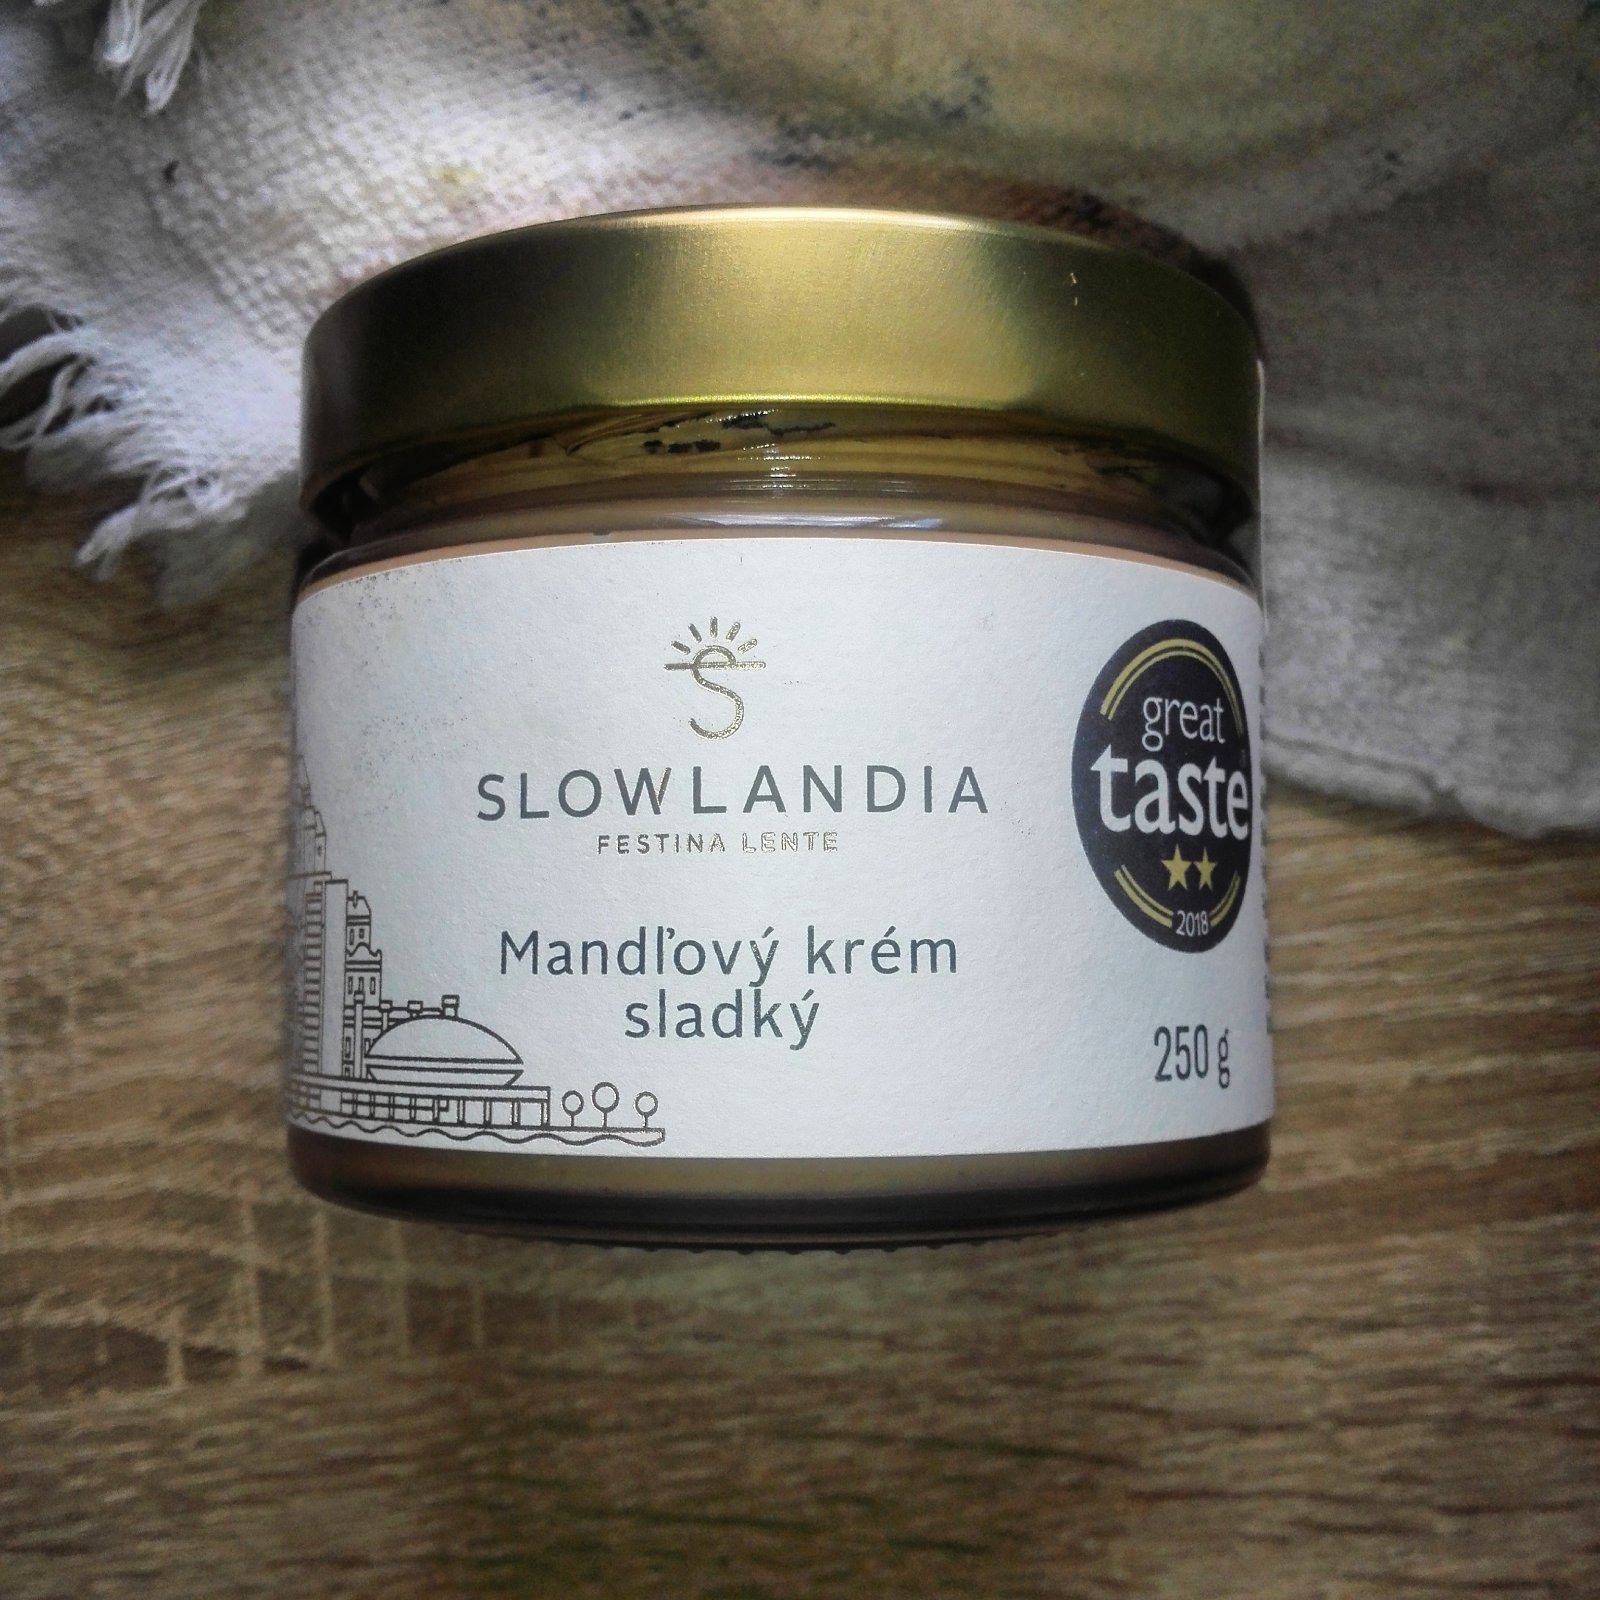 SLOWLANDIA
FESTINA LENTE
Mandľový krém
sladký
great
taste
2018
250 g